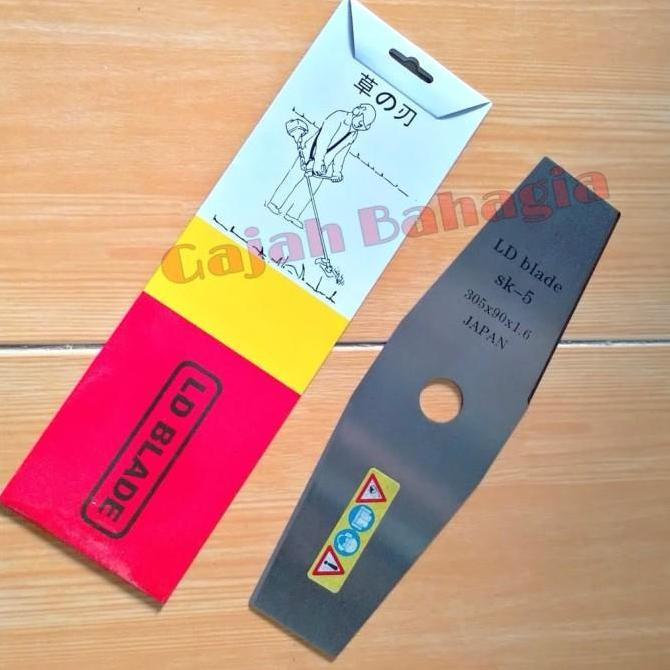 草の刃
Gajah Bahagia
LD BLADE
LD blade
sk-5
305x90x1.6
JAPAN